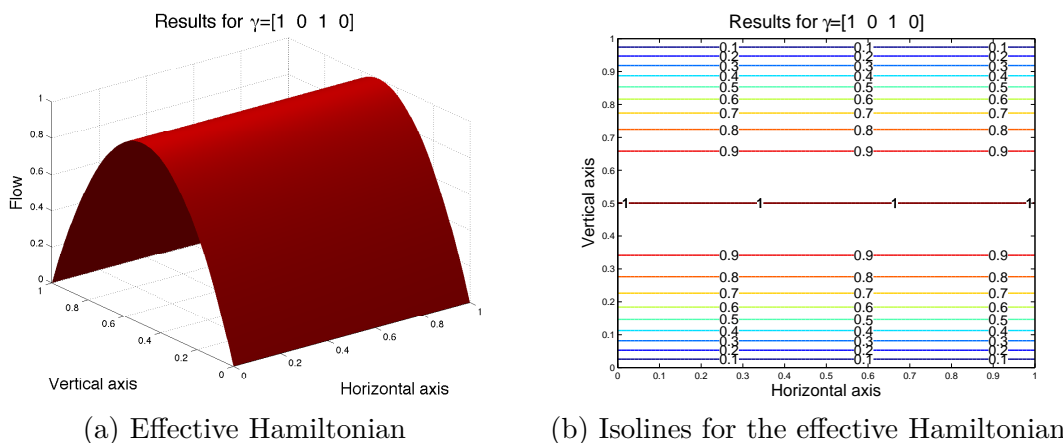 Results for γ=[1 0 1 0]
Flow
1
0.8
0.6
0.4
0.2
0
1
0.8
0.6
0.4
0.2
0
0
0.2
0.4
0.6
0.8
1
Vertical axis
Horizontal axis
(a) Effective Hamiltonian
Results for γ=[1 0 1 0]
Vertical axis
1
0.9
0.8
0.7
0.6
0.5
0.4
0.3
0.2
0.1
0
0.1 0.1 0.1
0.2 0.2 0.2
0.3 0.3 0.3
0.4 0.4 0.4
0.5 0.5 0.5
0.6 0.6 0.6
0.7 0.7 0.7
0.8 0.8 0.8
0.9 0.9 0.9
1 1 1 1
0.9 0.9 0.9
0.8 0.8 0.8
0.7 0.7 0.7
0.6 0.6 0.6
0.5 0.5 0.5
0.4 0.4 0.4
0.3 0.3 0.3
0.2 0.2 0.2
0.1 0.1 0.1
0 0.1 0.2 0.3 0.4 0.5 0.6 0.7 0.8 0.9 1
Horizontal axis
(b) Isolines for the effective Hamiltonian